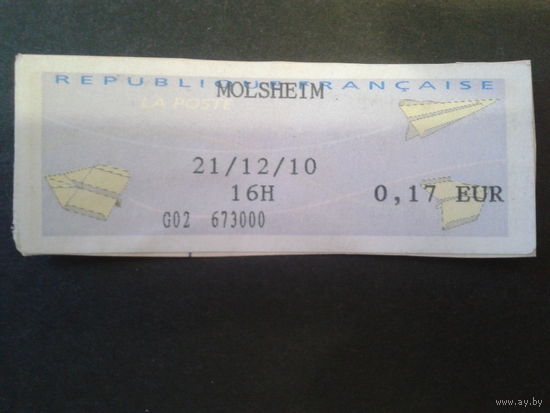 REPUBLIQUE FRANÇAISE
MOLSHEIM
LA POSTE
21/12/10
16H 0,17 EUR
G02 673000
www.ay.by